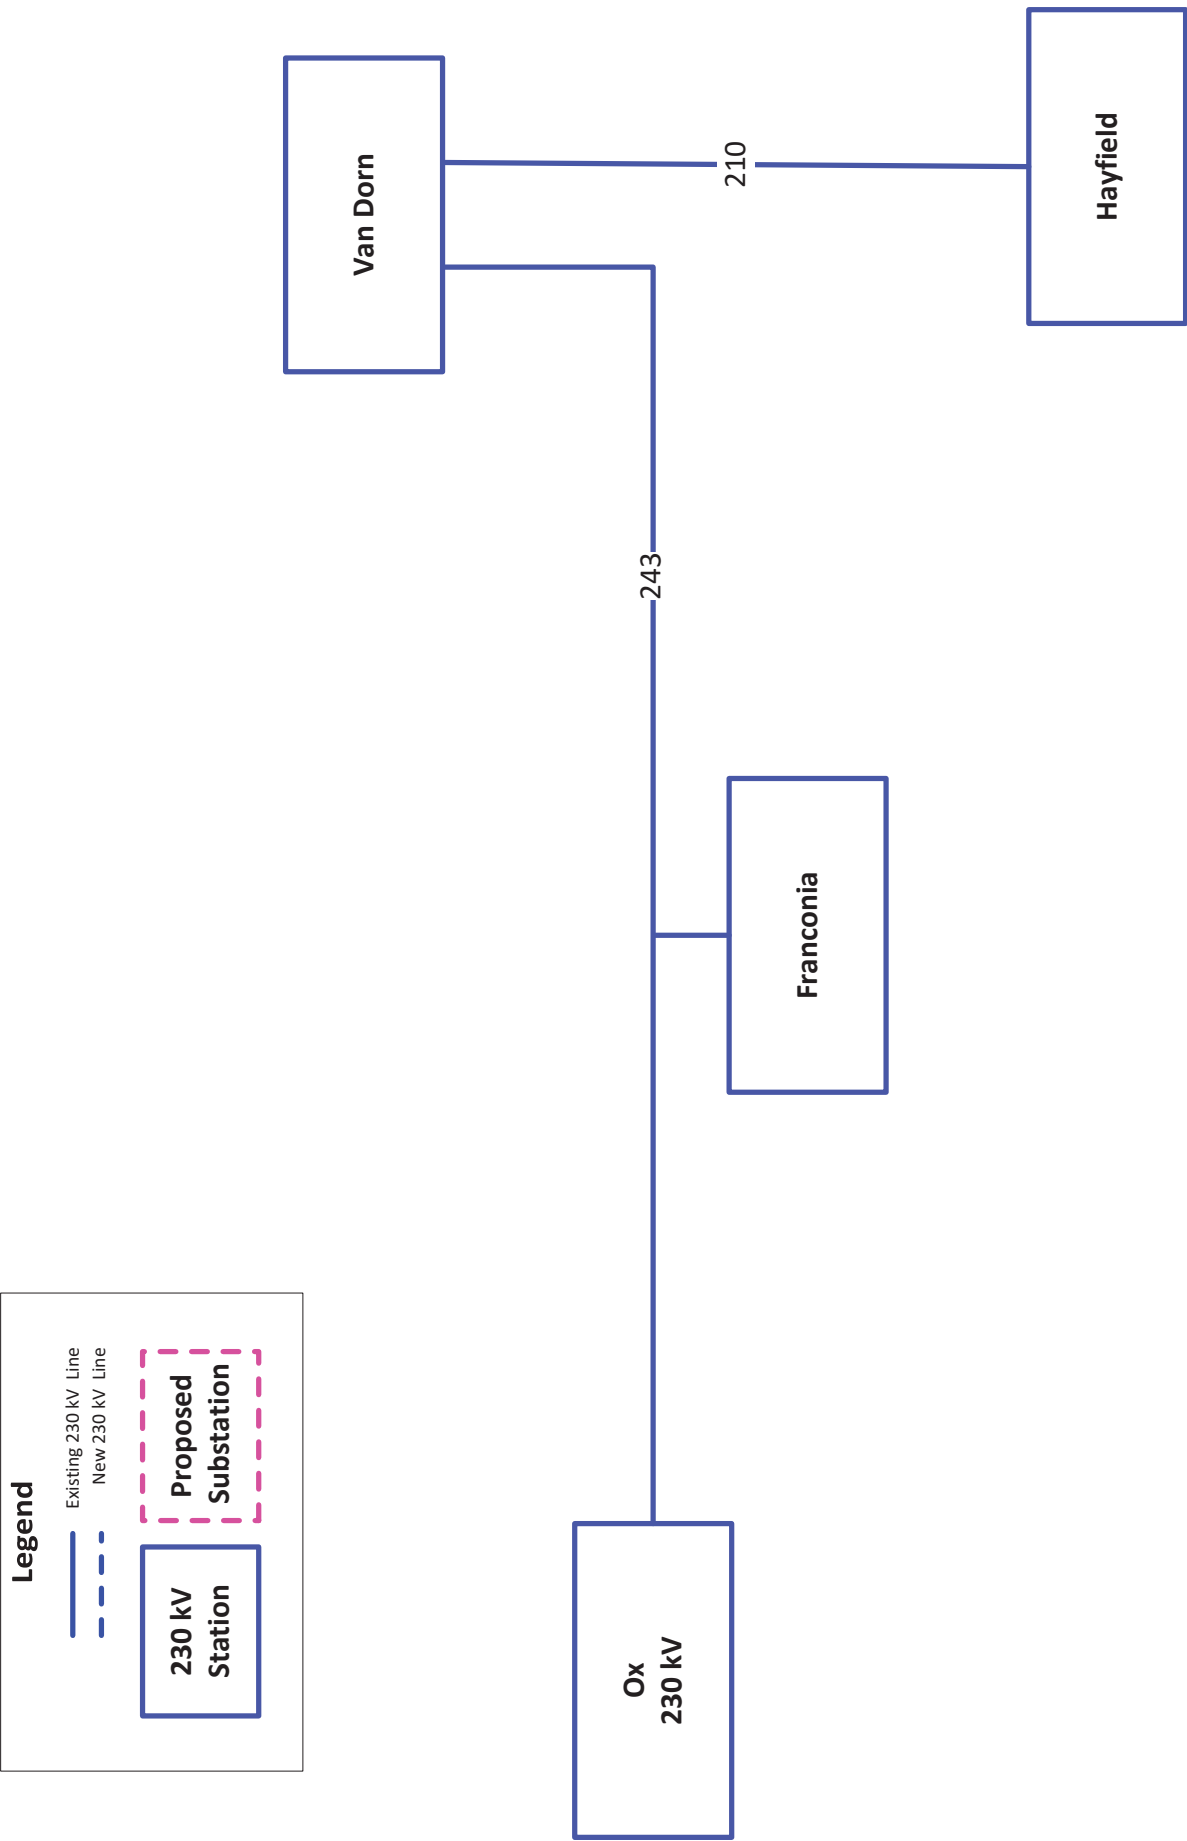 Legend
Existing 230 kV Line
New 230 kV Line
230 kV
Station
Proposed
Substation
Van Dorn
210
243
Ox
230 kV
Franconia
Hayfield